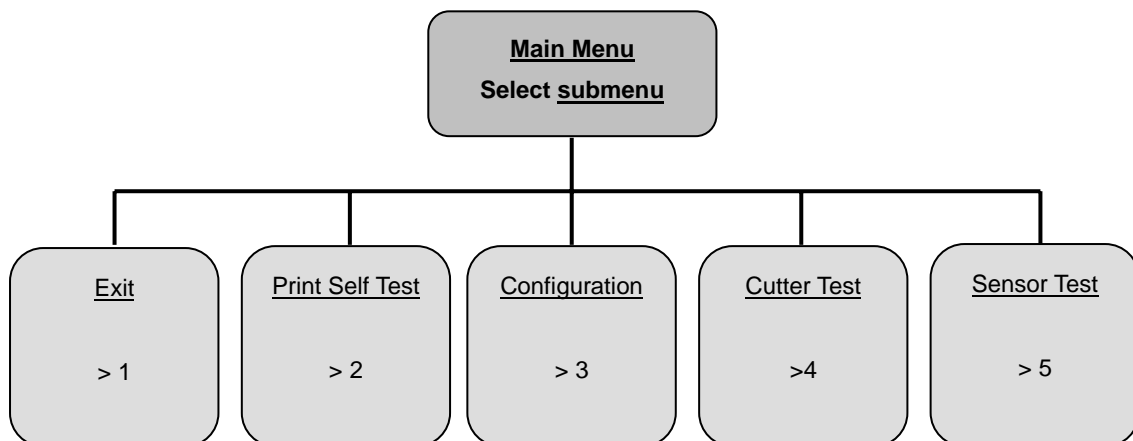 Main Menu
Select submenu
Exit
> 1
Print Self Test
> 2
Configuration
> 3
Cutter Test
>4
Sensor Test
> 5